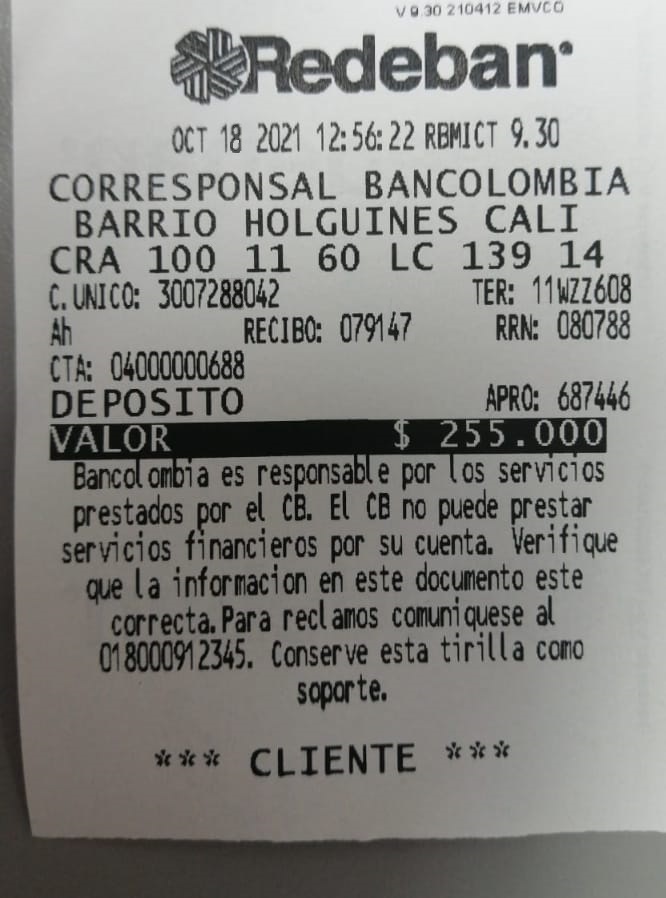 V 9.30 210412 EMVCO
Redeban
OCT 18 2021 12:56:22 RBMICT 9.30
CORRESPONSAL BANCOLOMBIA
BARRIO HOLGUINES CALI
CRA 100 11 60 LC 139 14
C. UNICO: 3007288042 TER: 11WZZ608
Ah RECIBO: 079147 RRN: 080788
CTA: 04000000688
DEPOSITO APRO: 687446
VALOR $ 255.000
Bancolombia es responsable por los servicios
prestados por el CB. El CB no puede prestar
servicios financieros por su cuenta. Verifique
que la informacion en este documento este
correcta. Para reclamos comuniquese al
018000912345. Conserve esta tirilla como
soporte.
*** CLIENTE ***